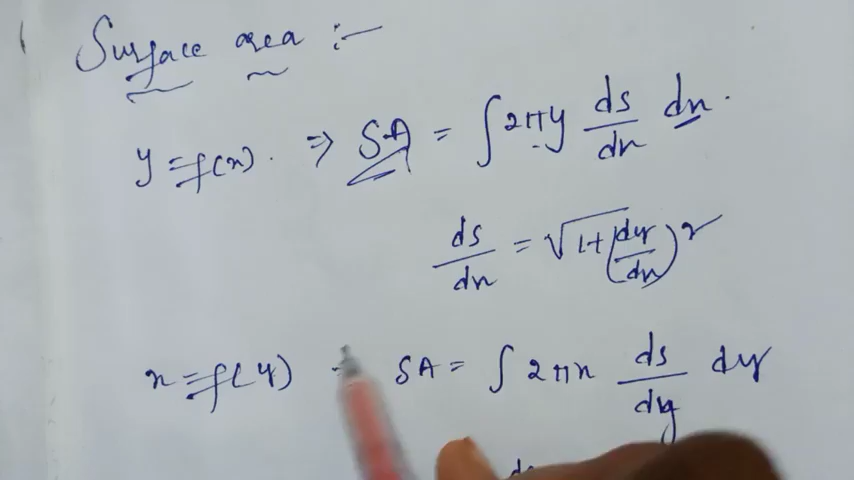 Surface area :-
y = f(x). ⇒ SA = ∫ 2πy ds/dx dx.
ds/dx = √1+(dy/dx)²
x = f(y) SA = ∫ 2πx ds/dy dy